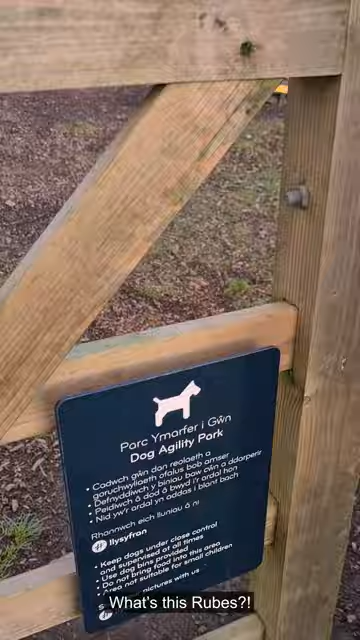 Parc Ymarfer i Gŵn
Dog Agility Park
• Cadwch gŵn dan reolaeth a
goruchwyliaeth ofalus bob amser
• Defnyddiwch y biniau baw cŵn a ddarperir
• Peidiwch â dod â bwyd i'r ardal hon
• Nid yw'r ardal yn addas i blant bach
Rhannwch eich lluniau â ni
# llysyfran
• Keep dogs under close control
and supervised at all times
• Use dog bins provided
• Do not bring food into this area
• Area not suitable for small children
pictures with us
What's this Rubes?!